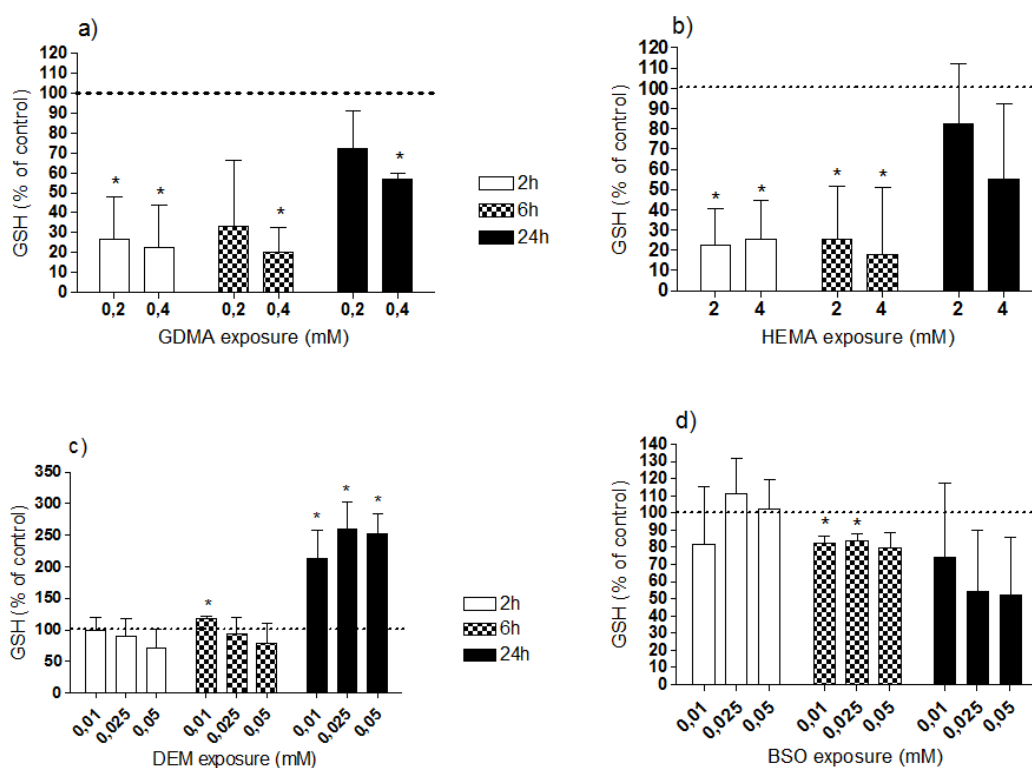 a)
120
110
100
90
80
70
60
50
40
30
20
10
0
GSH (% of control)
* * * *
0,2 0,4 0,2 0,4 0,2 0,4
GDMA exposure (mM)
2h
6h
24h
b)
120
110
100
90
80
70
60
50
40
30
20
10
0
GSH (% of control)
* * * *
2 4 2 4 2 4
HEMA exposure (mM)
c)
350
300
250
200
150
100
50
0
GSH (% of control)
* * * *
0,01 0,025 0,05 0,01 0,025 0,05 0,01 0,025 0,05
DEM exposure (mM)
2h
6h
24h
d)
140
130
120
110
100
90
80
70
60
50
40
30
20
10
0
GSH (% of control)
* *
0,01 0,025 0,05 0,01 0,025 0,05 0,01 0,025 0,05
BSO exposure (mM)